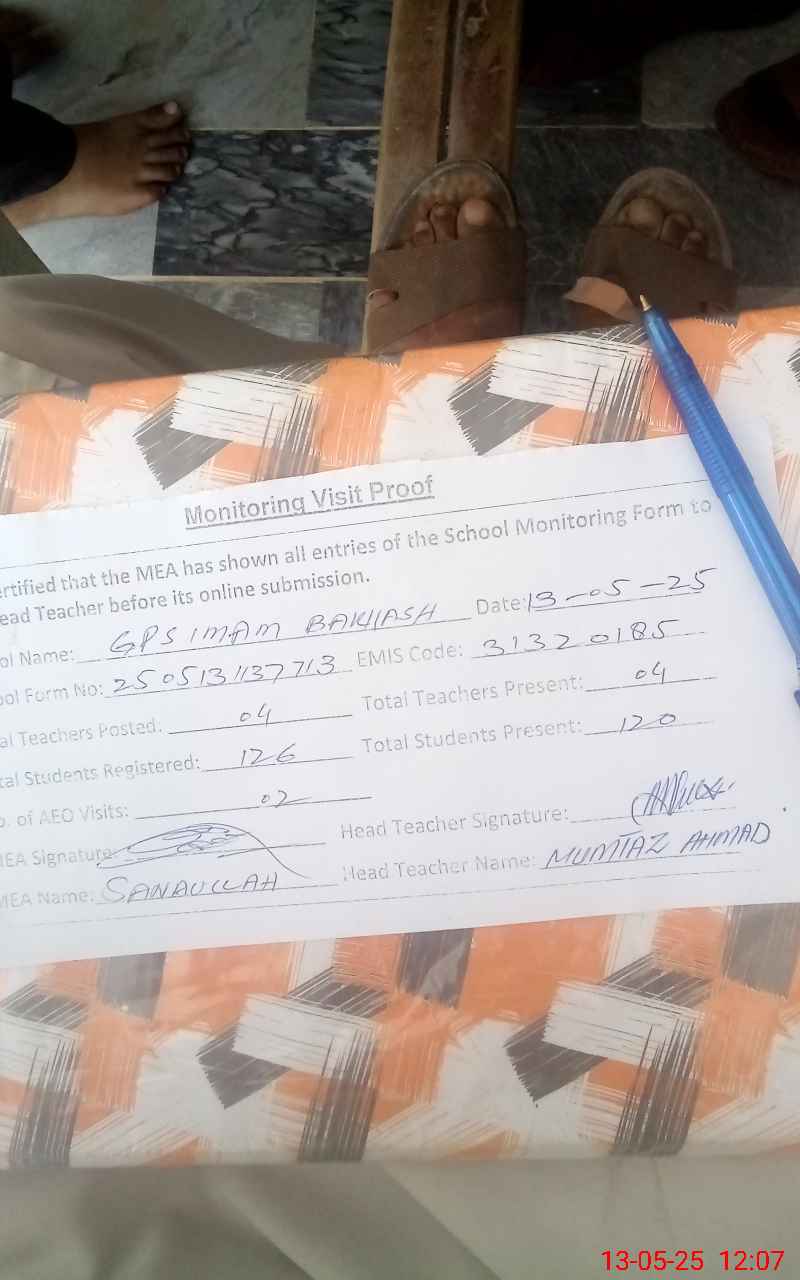 Monitoring Visit Proof
ertified that the MEA has shown all entries of the School Monitoring Form to
ead Teacher before its online submission.
ol Name: GPS IMAM BAKHASH Date: 13-05-25
ool Form No: 2505131137713 EMIS Code: 31320185
al Teachers Posted: 04 Total Teachers Present: 04
tal Students Registered: 126 Total Students Present: 120
o. of AEO Visits: 02
MEA Signature: Head Teacher Signature:
MEA Name: SANAULLAH Head Teacher Name: MUMTAZ AHMAD
13-05-25 12:07